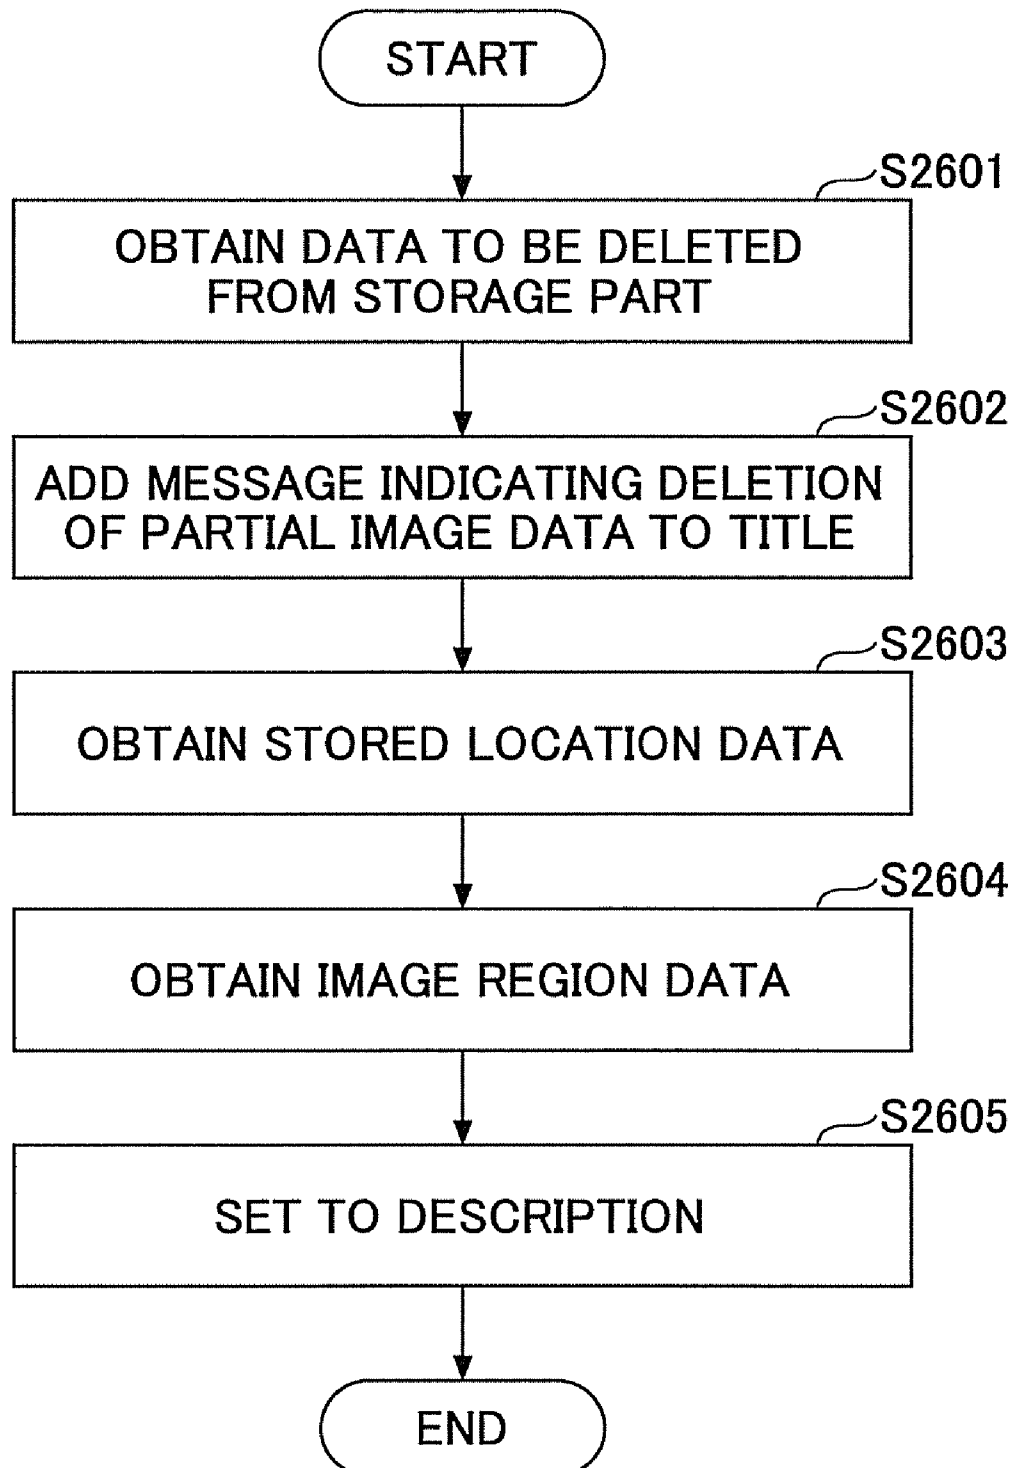 START
S2601
OBTAIN DATA TO BE DELETED
FROM STORAGE PART
S2602
ADD MESSAGE INDICATING DELETION
OF PARTIAL IMAGE DATA TO TITLE
S2603
OBTAIN STORED LOCATION DATA
S2604
OBTAIN IMAGE REGION DATA
S2605
SET TO DESCRIPTION
END